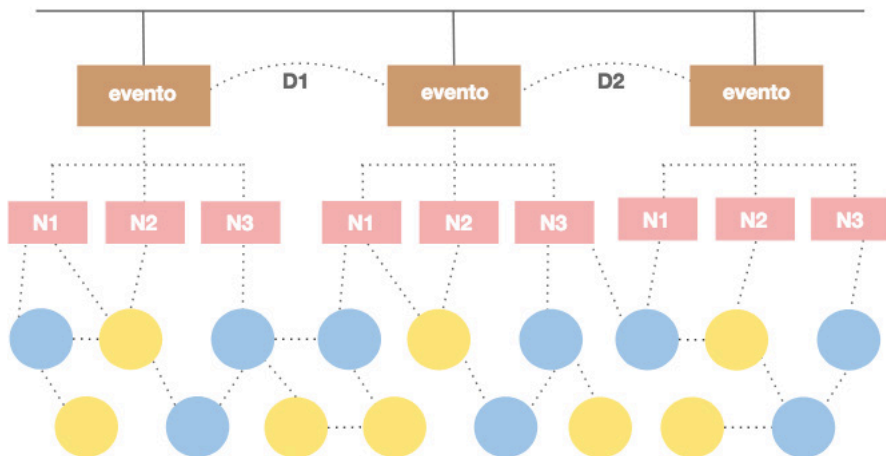 evento D1 evento D2 evento
N1 N2 N3 N1 N2 N3 N1 N2 N3